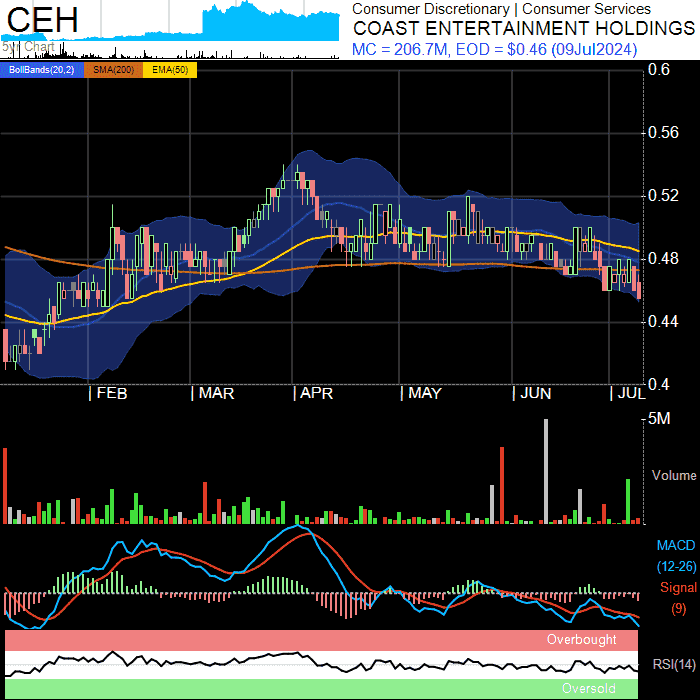 CEH
5yr Chart
Consumer Discretionary | Consumer Services
COAST ENTERTAINMENT HOLDINGS
MC = 206.7M, EOD = $0.46 (09Jul2024)
BollBands(20,2) SMA(200) EMA(50)
0.6
0.56
0.52
0.48
0.44
0.4
| FEB | MAR | APR | MAY | JUN | JUL
5M
Volume
MACD
(12-26)
Signal
(9)
Overbought
RSI(14)
Oversold